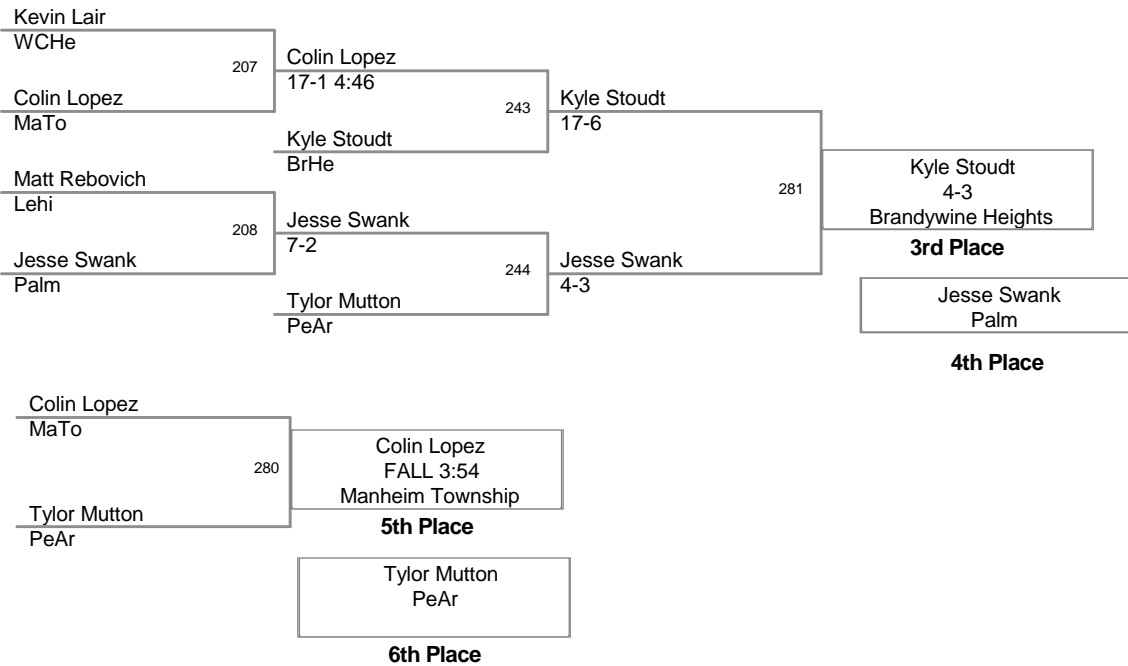 Kevin Lair
WCHe
207
Colin Lopez
17-1 4:46
Colin Lopez
MaTo
243
Kyle Stoudt
17-6
Kyle Stoudt
BrHe
Matt Rebovich
Lehi
208
Jesse Swank
7-2
Jesse Swank
Palm
244
Jesse Swank
4-3
Tylor Mutton
PeAr
281
Kyle Stoudt
4-3
Brandywine Heights
3rd Place
Jesse Swank
Palm
4th Place
Colin Lopez
MaTo
280
Colin Lopez
FALL 3:54
Manheim Township
5th Place
Tylor Mutton
PeAr
Tylor Mutton
PeAr
6th Place